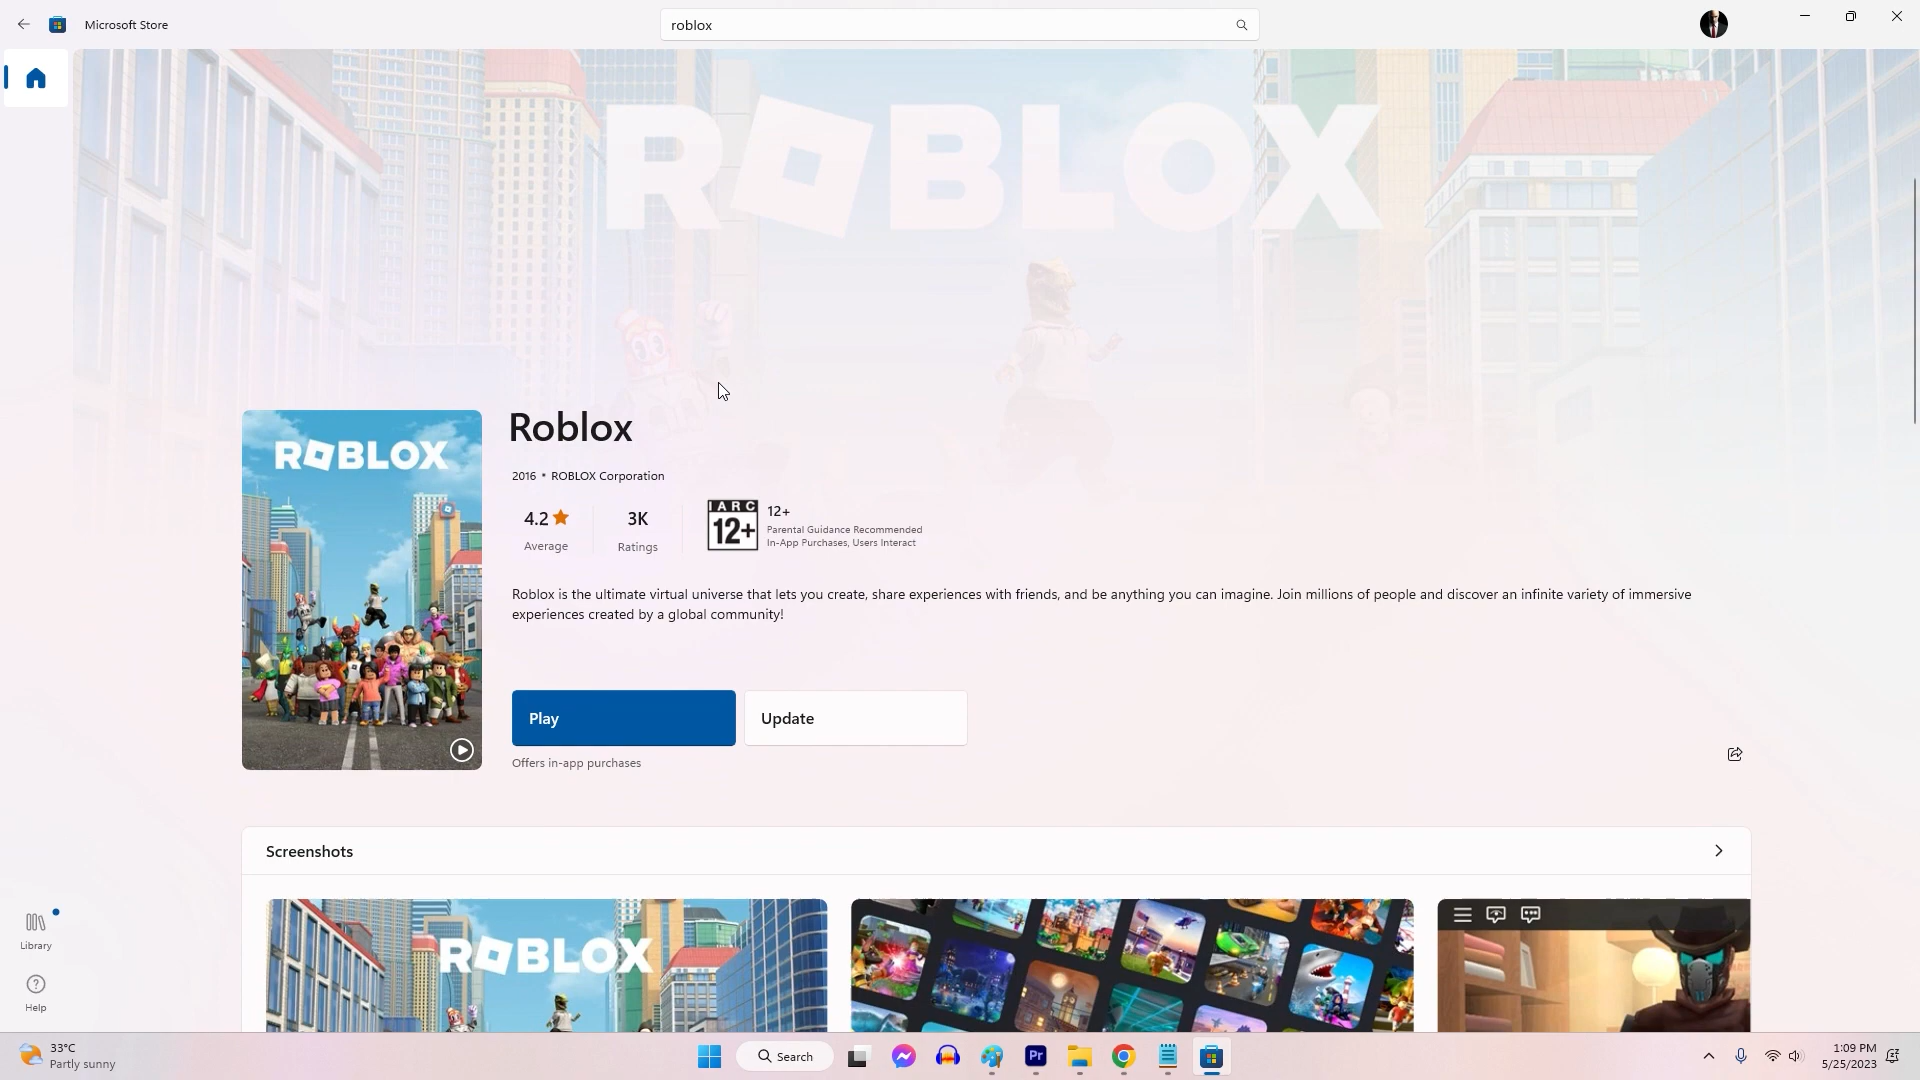 Microsoft Store
roblox
ROBLOX
ROBLOX
Roblox
2016 • ROBLOX Corporation
4.2
Average
3K
Ratings
IARC
12+
12+
Parental Guidance Recommended
In-App Purchases, Users Interact
Roblox is the ultimate virtual universe that lets you create, share experiences with friends, and be anything you can imagine. Join millions of people and discover an infinite variety of immersive
experiences created by a global community!
Play
Update
Offers in-app purchases
Screenshots
ROBLOX
Library
Help
33°C
Partly sunny
Search
Pr
1:09 PM
5/25/2023